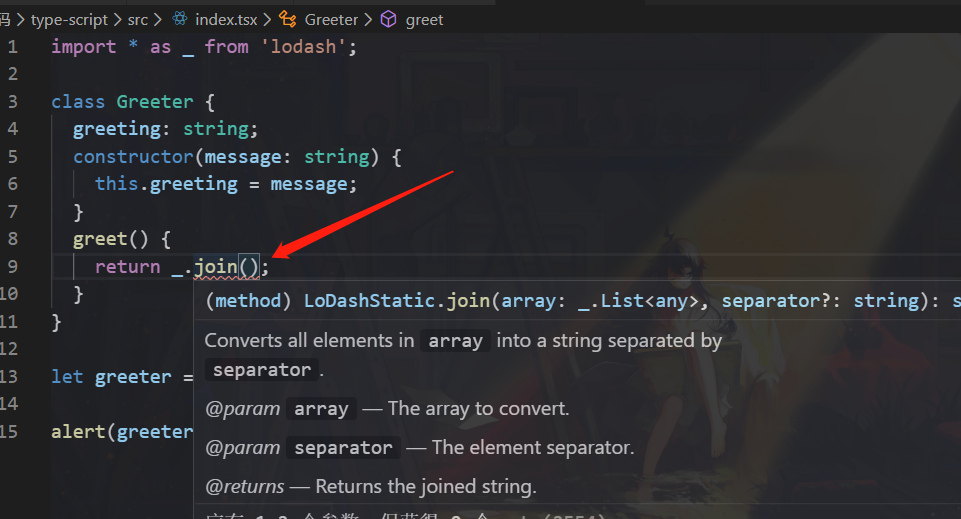 码 > type-script > src > index.tsx > Greeter > greet
1 import * as _ from 'lodash';
2
3 class Greeter {
4 greeting: string;
5 constructor(message: string) {
6 this.greeting = message;
7 }
8 greet() {
9 return _.join();
10 }
11 }
12
13 let greeter =
14
15 alert(greeter
(method) LoDashStatic.join(array: _.List<any>, separator?: string): s
Converts all elements in array into a string separated by
separator.
@param array — The array to convert.
@param separator — The element separator.
@returns — Returns the joined string.